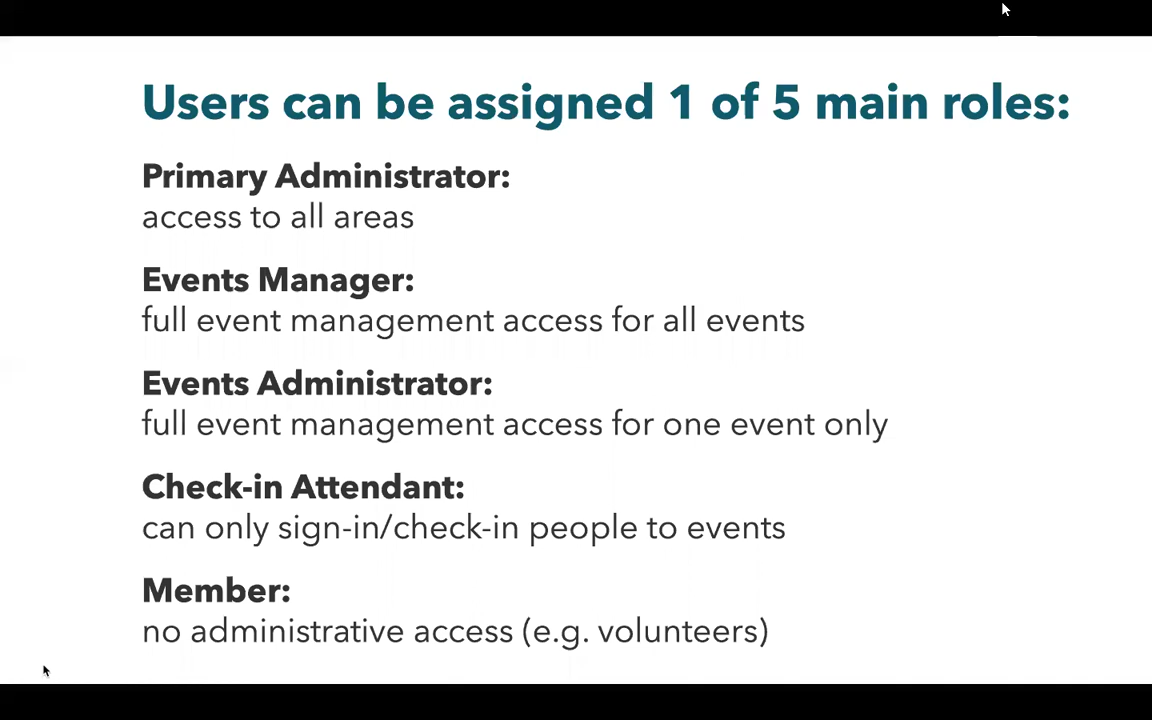 Users can be assigned 1 of 5 main roles:
Primary Administrator:
access to all areas
Events Manager:
full event management access for all events
Events Administrator:
full event management access for one event only
Check-in Attendant:
can only sign-in/check-in people to events
Member:
no administrative access (e.g. volunteers)